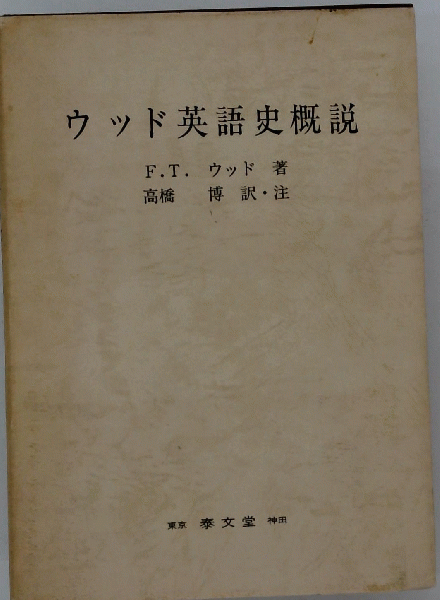 ウッド英語史概説
F.T. ウッド 著
高橋 博 訳・注
東京 泰文堂 神田